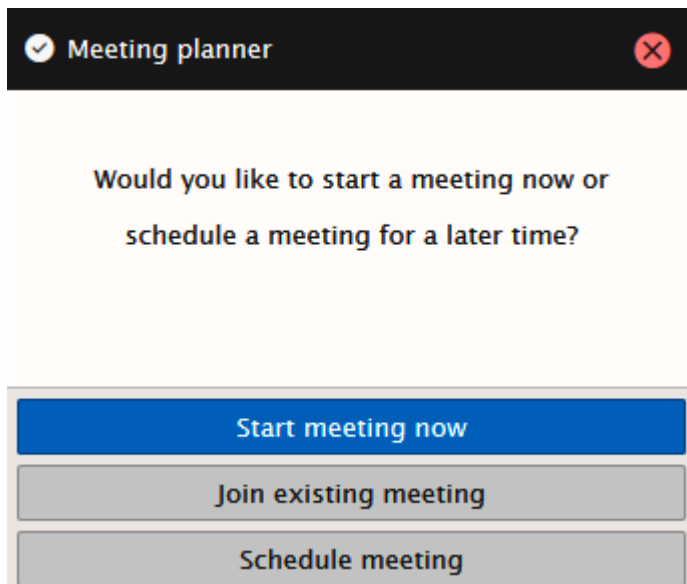 Meeting planner
Would you like to start a meeting now or
schedule a meeting for a later time?
Start meeting now
Join existing meeting
Schedule meeting